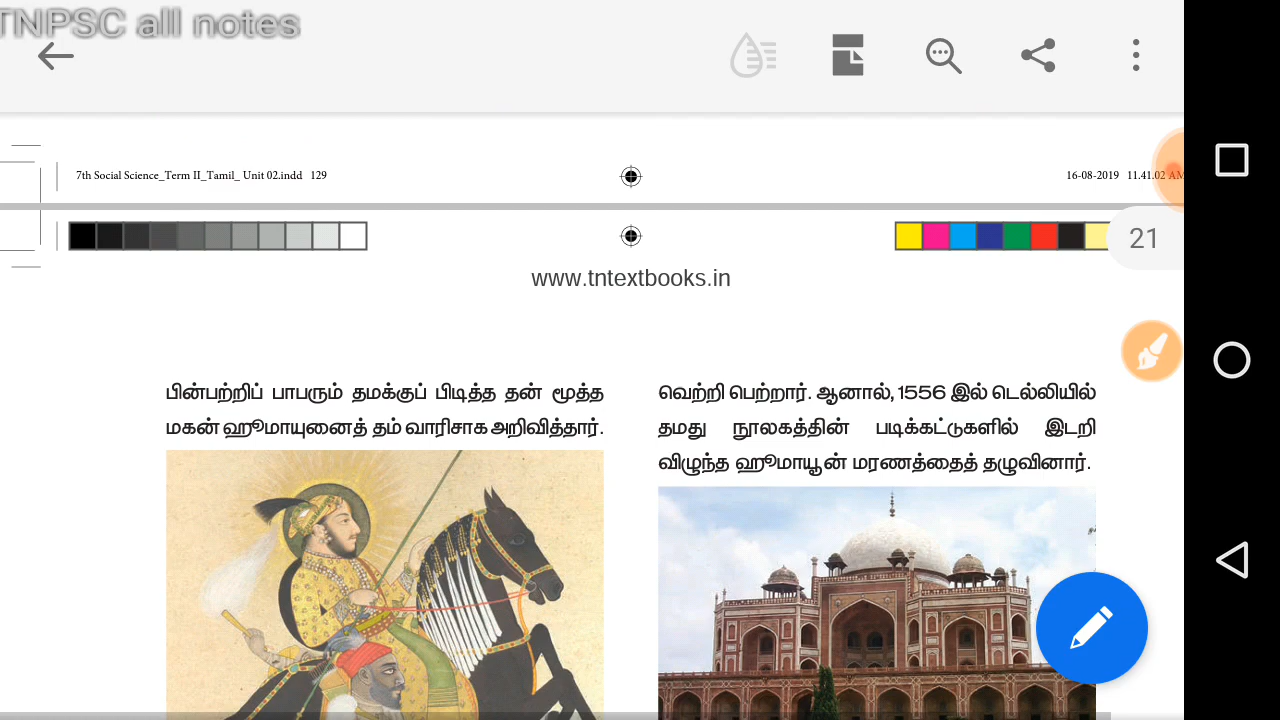 TNPSC all notes
7th Social Science_Term II_Tamil_ Unit 02.indd 129
16-08-2019 11.41.02 AM
21
www.tntextbooks.in
பின்பற்றிப் பாபரும் தமக்குப் பிடித்த தன் மூத்த
மகன் ஹூமாயுனைத் தம் வாரிசாக அறிவித்தார்.
வெற்றி பெற்றார். ஆனால், 1556 இல் டெல்லியில்
தமது நூலகத்தின் படிக்கட்டுகளில் இடறி
விழுந்த ஹூமாயூன் மரணத்தைத் தழுவினார்.